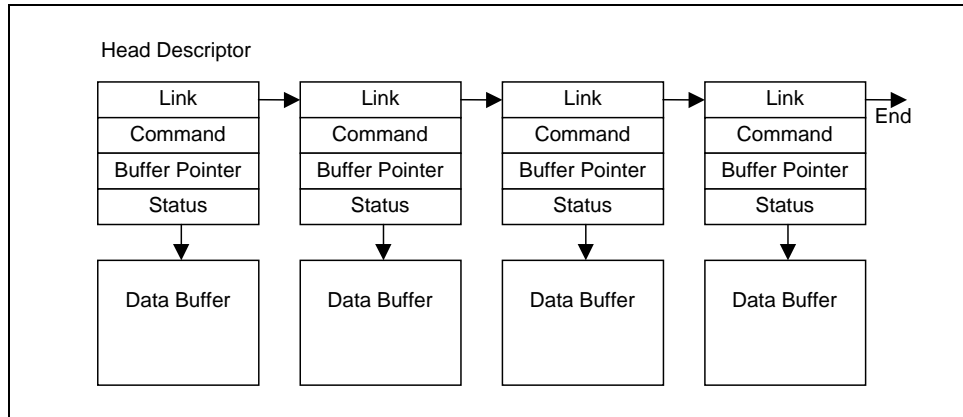 Head Descriptor
Link Link Link Link
End
Command Command Command Command
Buffer Pointer Buffer Pointer Buffer Pointer Buffer Pointer
Status Status Status Status
Data Buffer Data Buffer Data Buffer Data Buffer